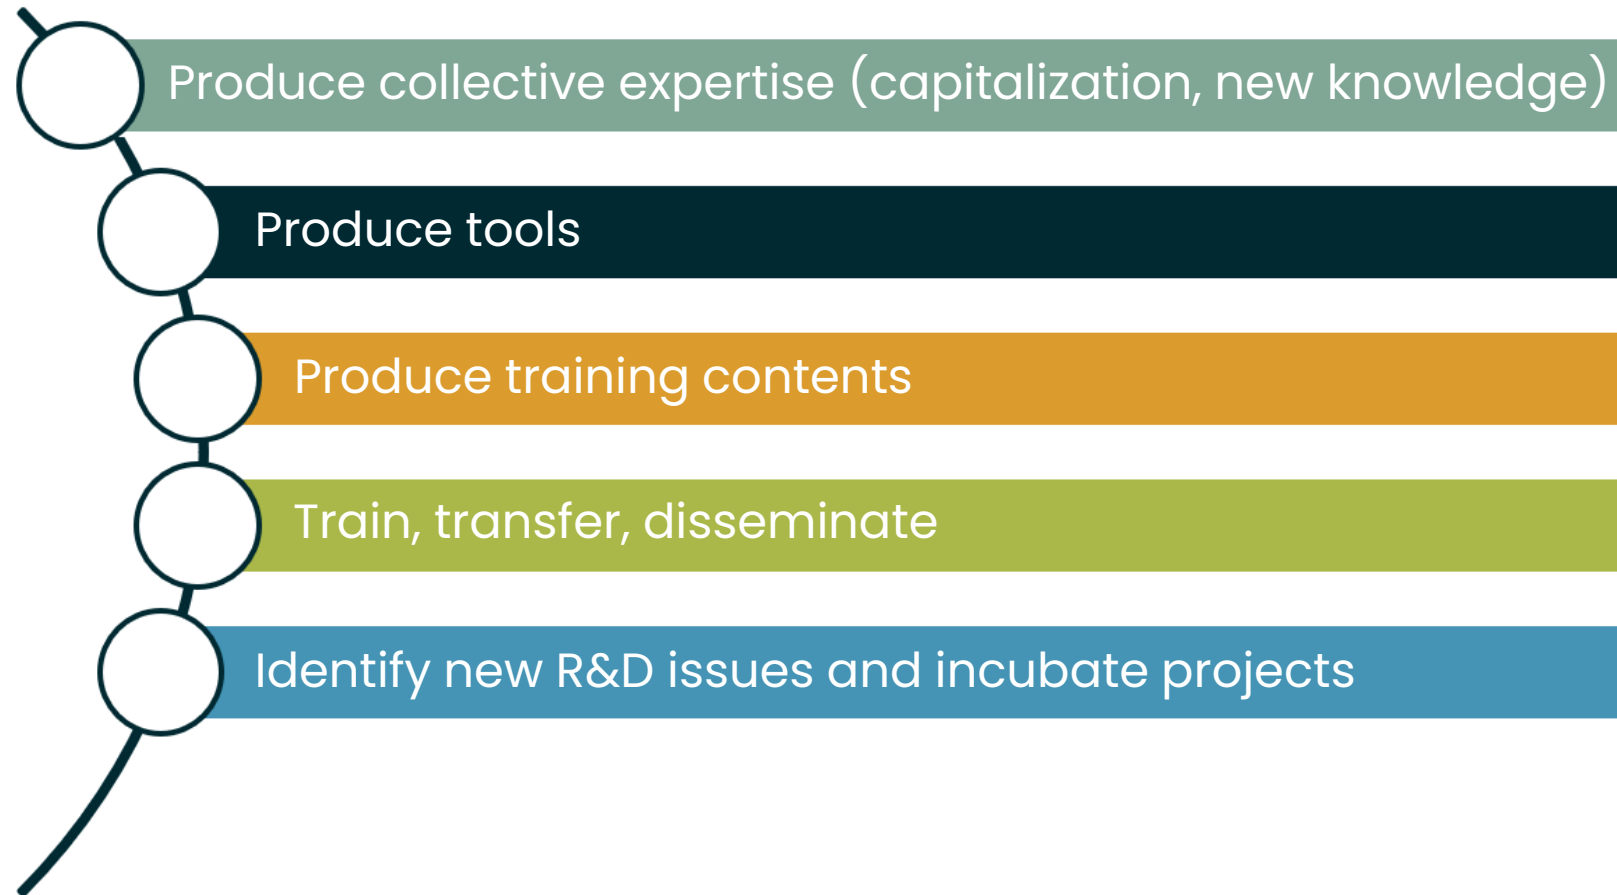 Produce collective expertise (capitalization, new knowledge)
Produce tools
Produce training contents
Train, transfer, disseminate
Identify new R&D issues and incubate projects